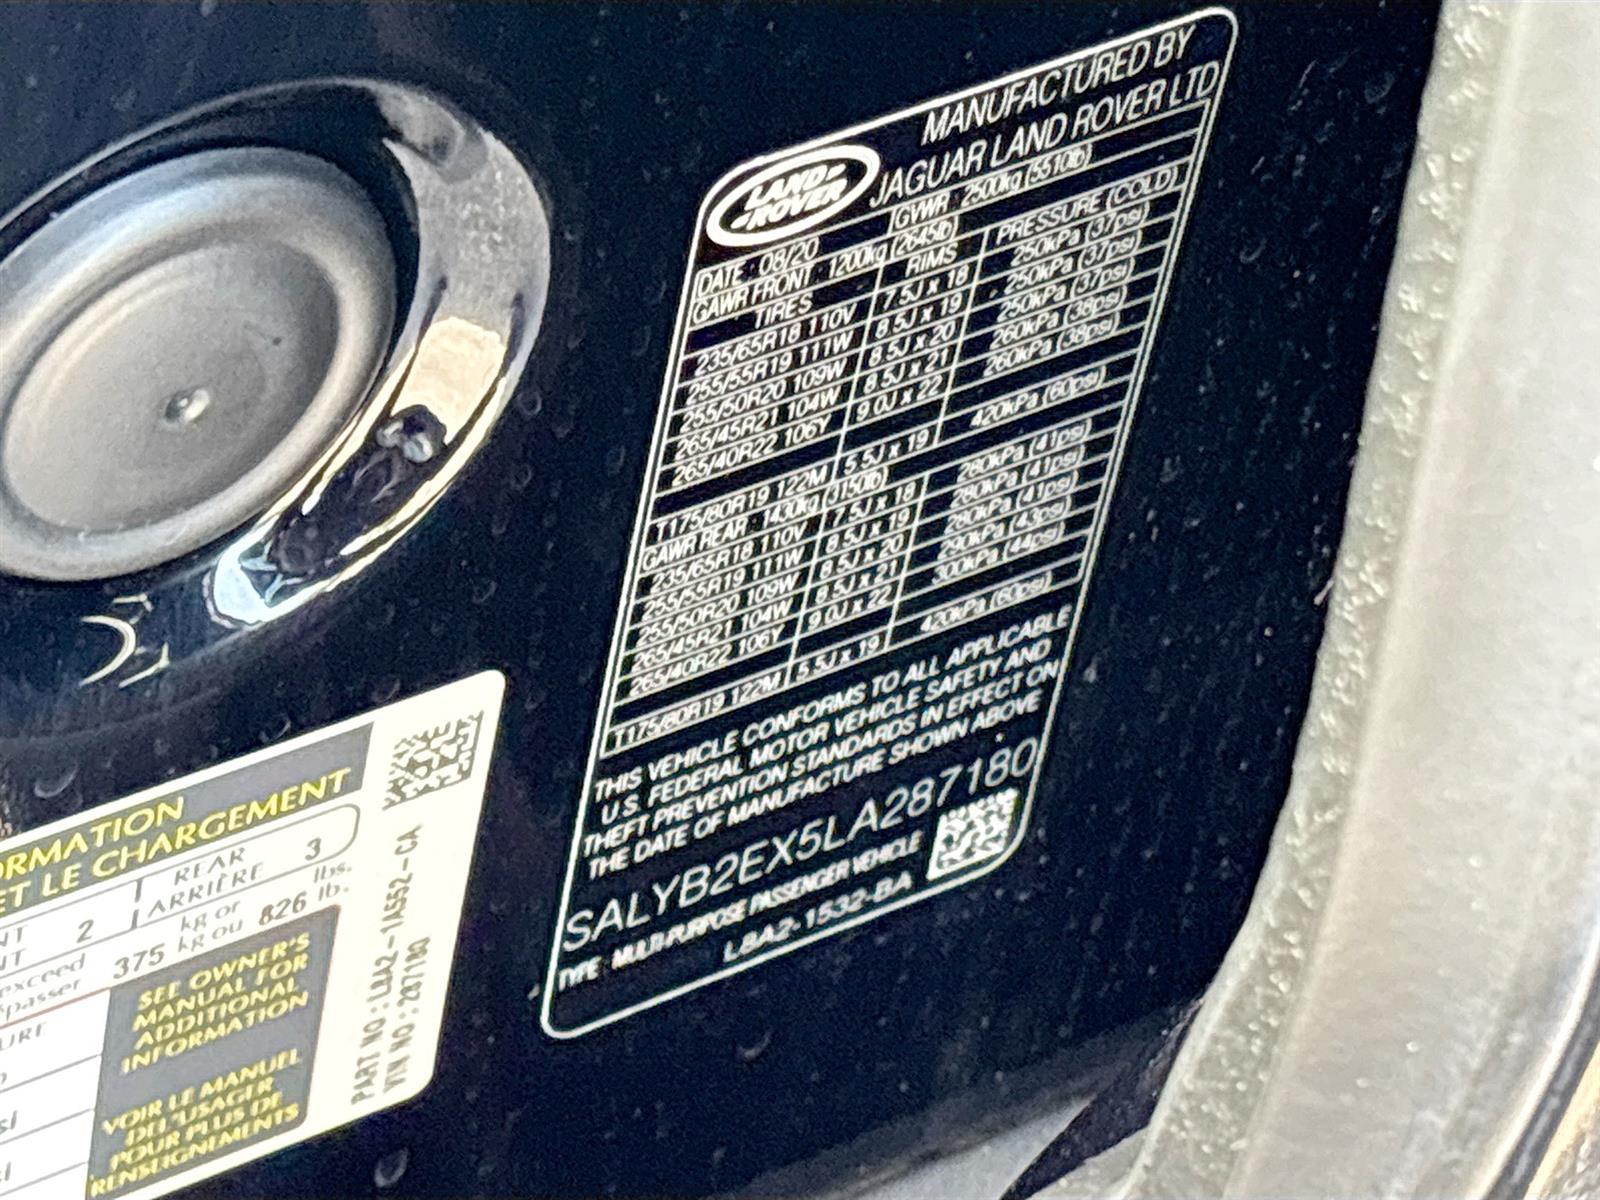 LAND ROVER
MANUFACTURED BY
JAGUAR LAND ROVER LTD
DATE : 08/20 GVWR 2500kg (5510lb)
GAWR FRONT : 1200kg (2645lb)
TIRES RIMS PRESSURE (COLD)
235/65R18 110V 7.5J x 18 250kPa (37psi)
255/55R19 111W 8.5J x 19 250kPa (37psi)
255/50R20 109W 8.5J x 20 250kPa (37psi)
265/45R21 104W 8.5J x 21 260kPa (38psi)
265/40R22 106Y 9.0J x 22 260kPa (38psi)
T175/80R19 122M 5.5J x 19 420kPa (60psi)
GAWR REAR : 1430kg (3150lb)
235/65R18 110V 7.5J x 18 280kPa (41psi)
255/55R19 111W 8.5J x 19 280kPa (41psi)
255/50R20 109W 8.5J x 20 280kPa (41psi)
265/45R21 104W 8.5J x 21 290kPa (43psi)
265/40R22 106Y 9.0J x 22 300kPa (44psi)
T175/80R19 122M 5.5J x 19 420kPa (60psi)
THIS VEHICLE CONFORMS TO ALL APPLICABLE
U.S. FEDERAL MOTOR VEHICLE SAFETY AND
THEFT PREVENTION STANDARDS IN EFFECT ON
THE DATE OF MANUFACTURE SHOWN ABOVE
SALYB2EX5LA287180
TYPE : MULTI-PURPOSE PASSENGER VEHICLE
L8A2-1532-BA
ORMATION
ET LE CHARGEMENT
NT 2 REAR 3
NT ARRIÈRE
exceed 375 kg or 826 lbs.
passer kg ou lb.
URE
SEE OWNER'S
MANUAL FOR
ADDITIONAL
INFORMATION
VOIR LE MANUEL
DE L'USAGER
POUR PLUS DE
RENSEIGNEMENTS
PART NO : L8A2-1A552-CA
VIN NO : 287180